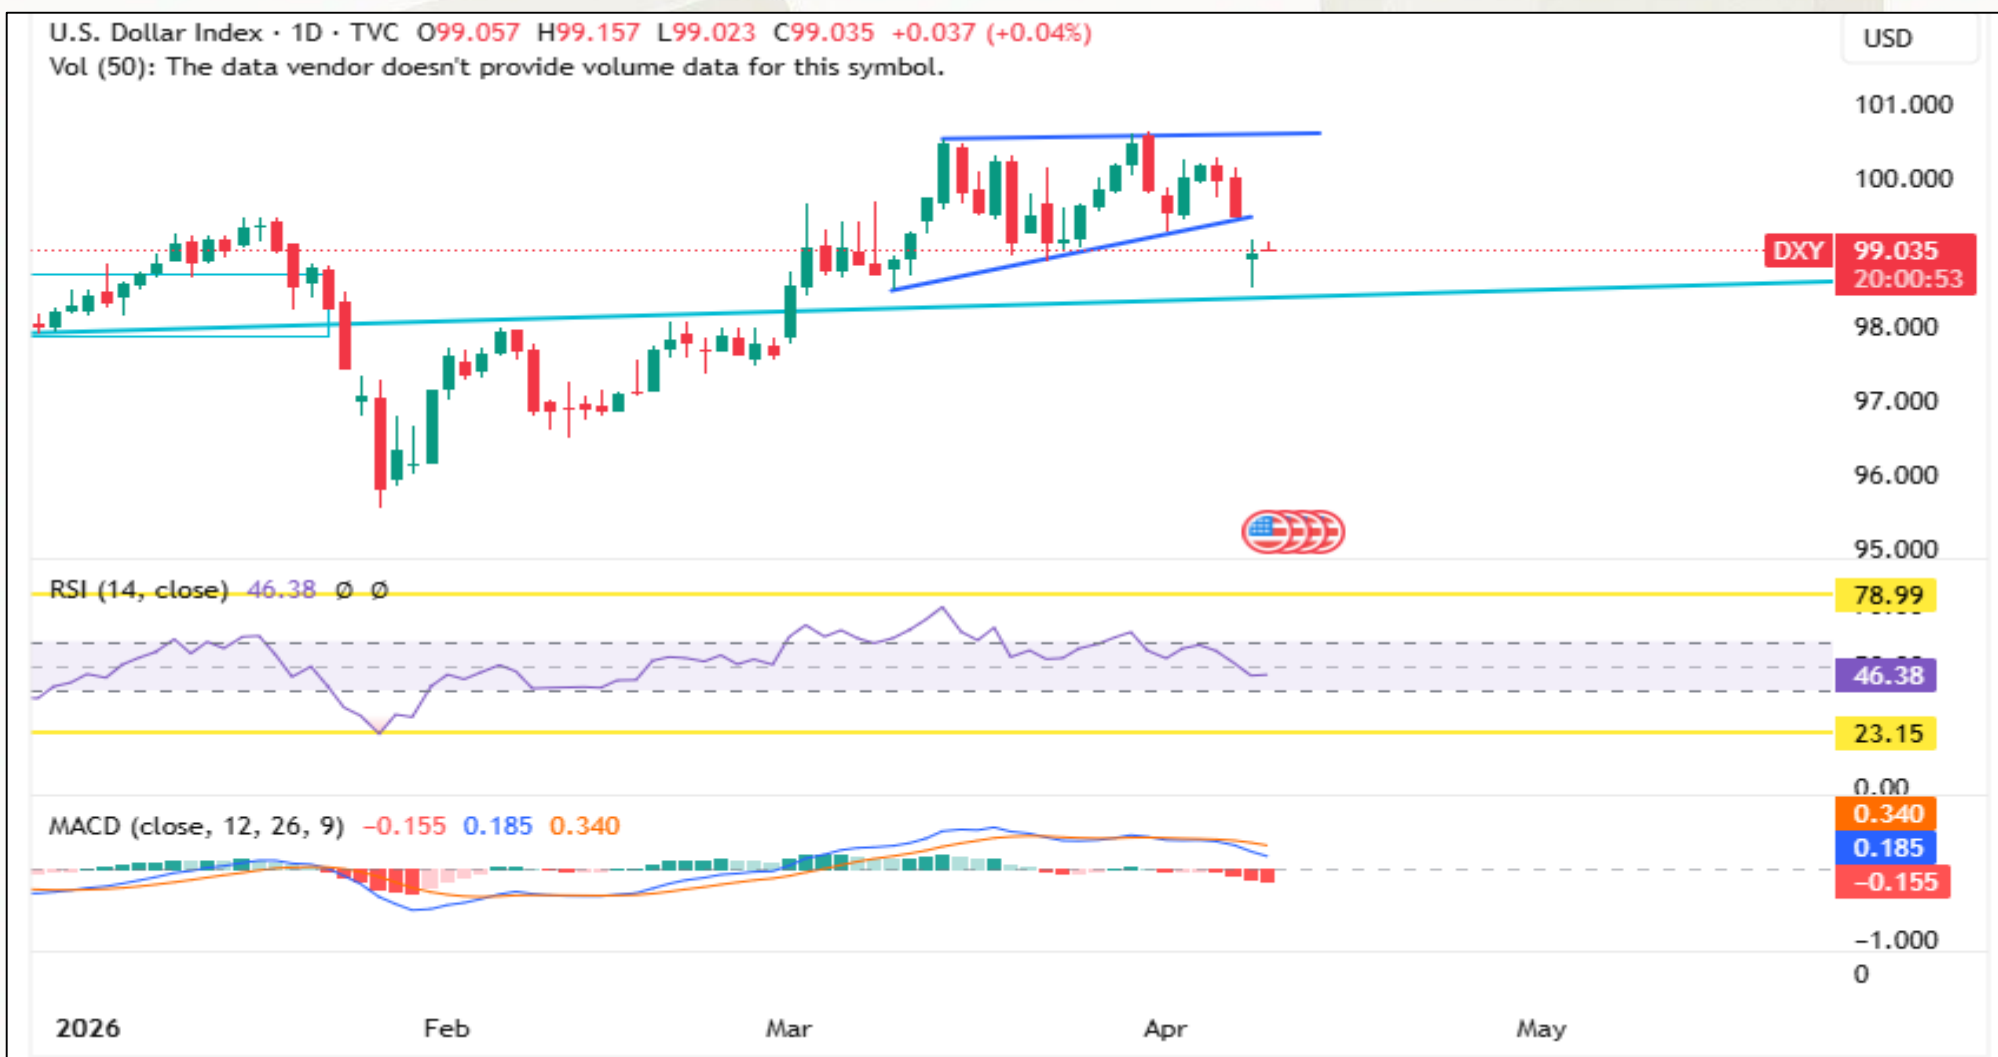 U.S. Dollar Index · 1D · TVC O99.057 H99.157 L99.023 C99.035 +0.037 (+0.04%)
USD
Vol (50): The data vendor doesn't provide volume data for this symbol.
101.000
100.000
DXY 99.035
20:00:53
98.000
97.000
96.000
95.000
RSI (14, close) 46.38 Ø Ø
78.99
46.38
23.15
0.00
MACD (close, 12, 26, 9) −0.155 0.185 0.340
0.340
0.185
−0.155
−1.000
0
2026 Feb Mar Apr May